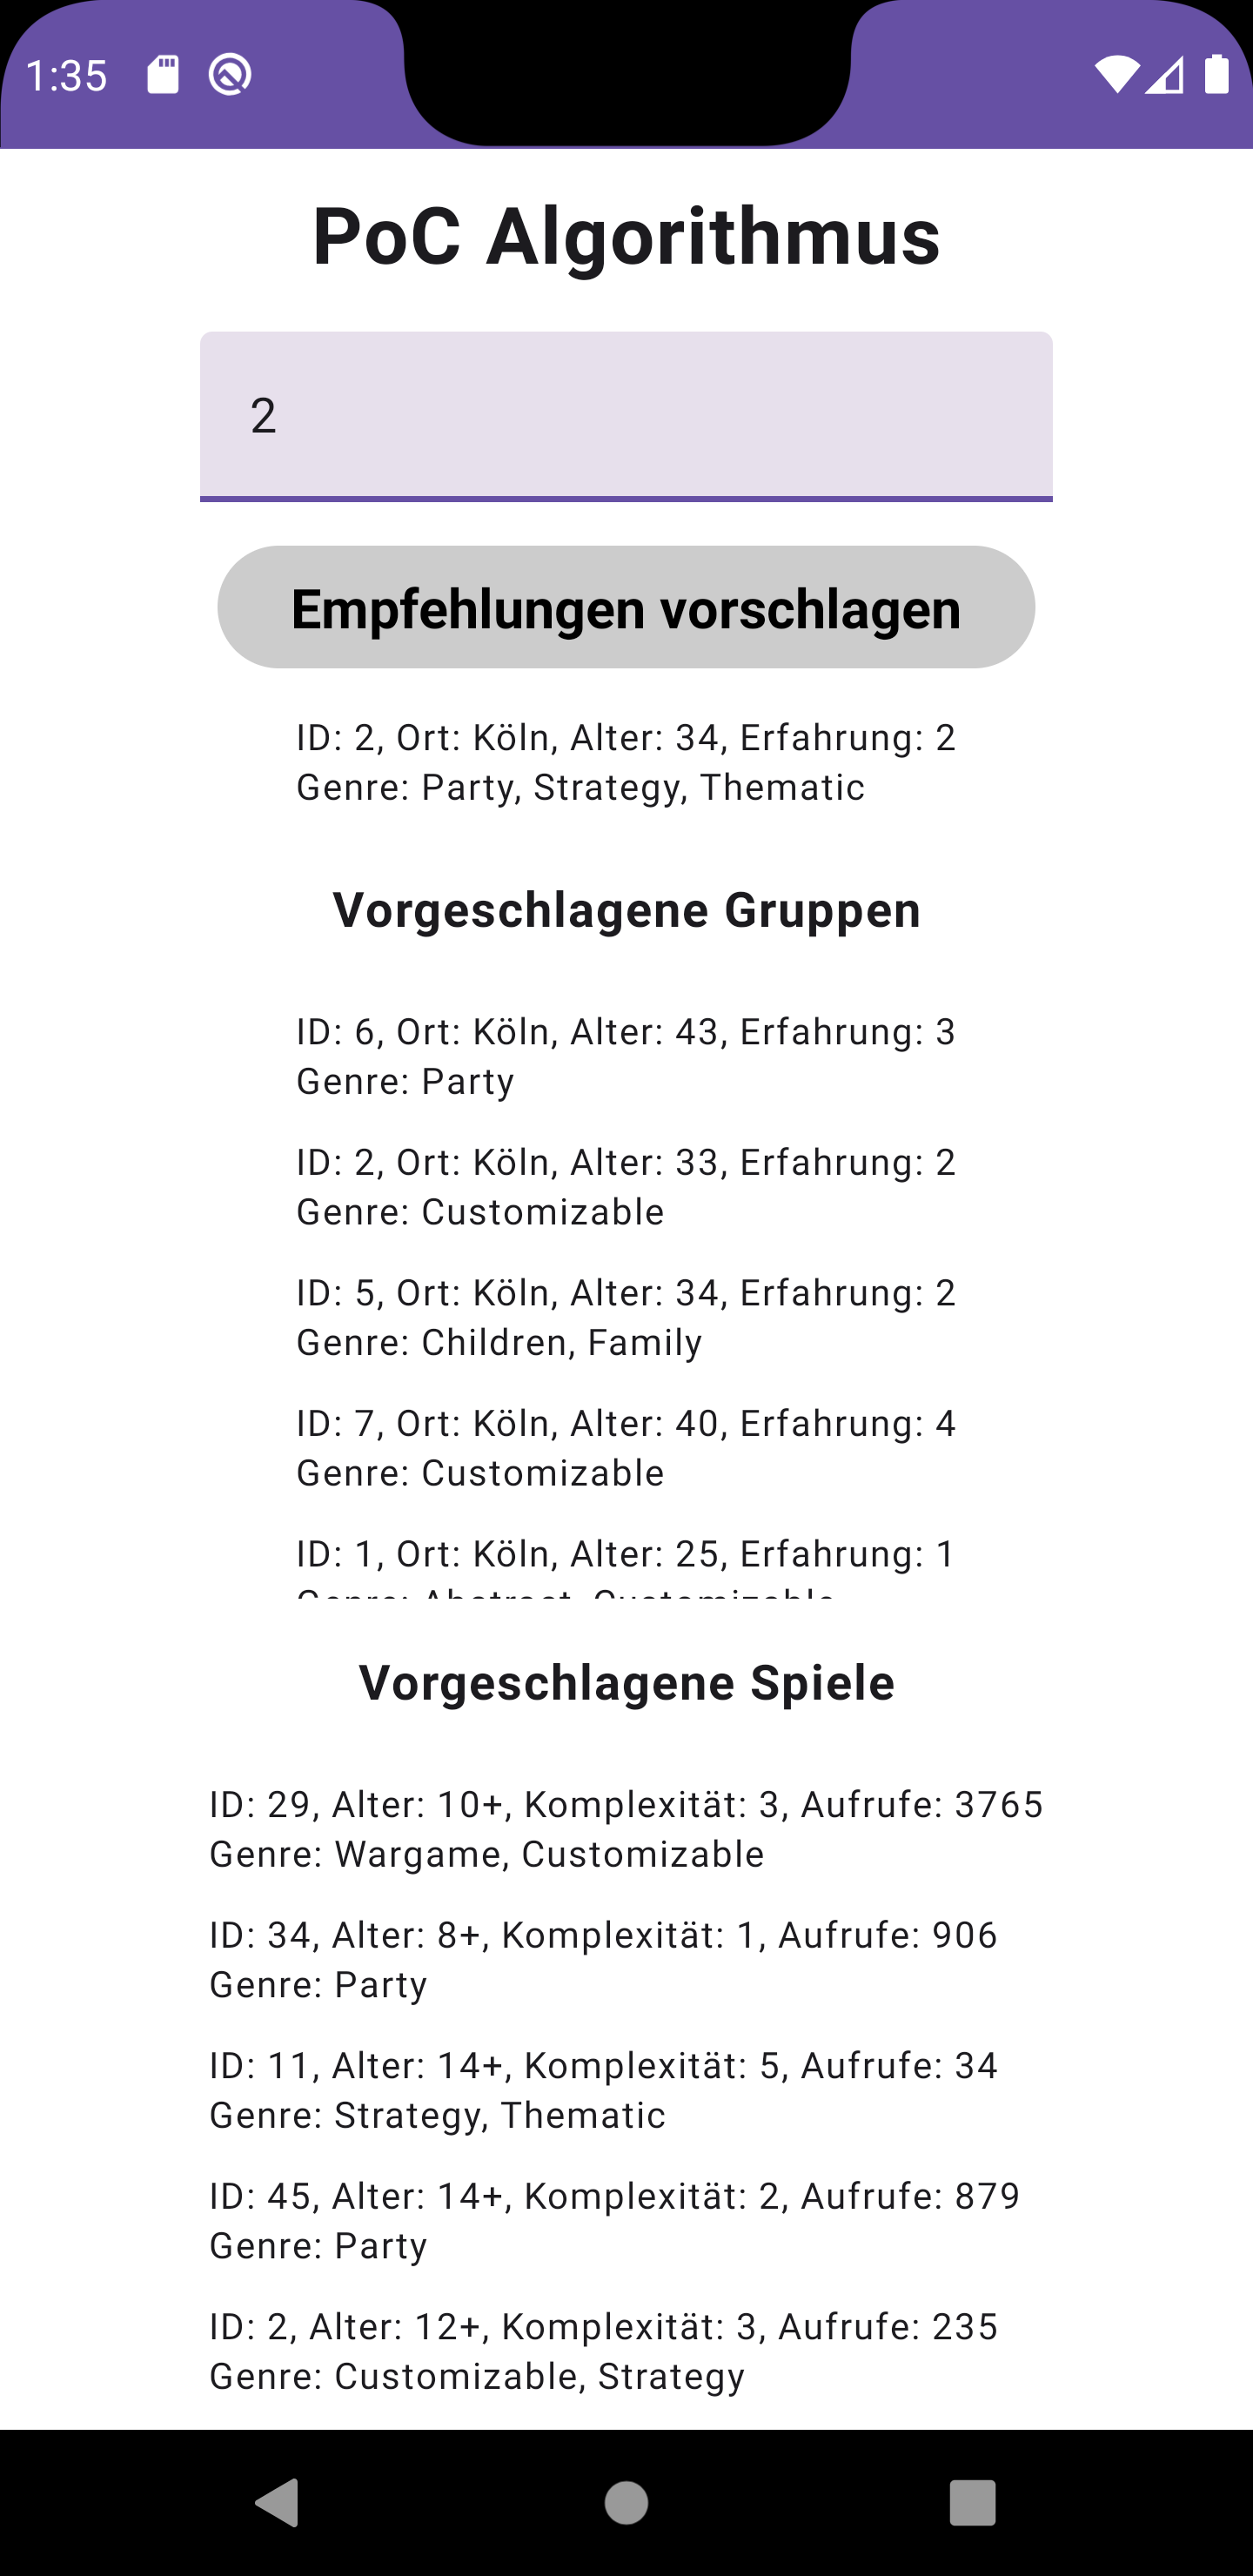 1:35
PoC Algorithmus
2
Empfehlungen vorschlagen
ID: 2, Ort: Köln, Alter: 34, Erfahrung: 2
Genre: Party, Strategy, Thematic
Vorgeschlagene Gruppen
ID: 6, Ort: Köln, Alter: 43, Erfahrung: 3
Genre: Party
ID: 2, Ort: Köln, Alter: 33, Erfahrung: 2
Genre: Customizable
ID: 5, Ort: Köln, Alter: 34, Erfahrung: 2
Genre: Children, Family
ID: 7, Ort: Köln, Alter: 40, Erfahrung: 4
Genre: Customizable
ID: 1, Ort: Köln, Alter: 25, Erfahrung: 1
Genre: Abstract, Customizable
Vorgeschlagene Spiele
ID: 29, Alter: 10+, Komplexität: 3, Aufrufe: 3765
Genre: Wargame, Customizable
ID: 34, Alter: 8+, Komplexität: 1, Aufrufe: 906
Genre: Party
ID: 11, Alter: 14+, Komplexität: 5, Aufrufe: 34
Genre: Strategy, Thematic
ID: 45, Alter: 14+, Komplexität: 2, Aufrufe: 879
Genre: Party
ID: 2, Alter: 12+, Komplexität: 3, Aufrufe: 235
Genre: Customizable, Strategy